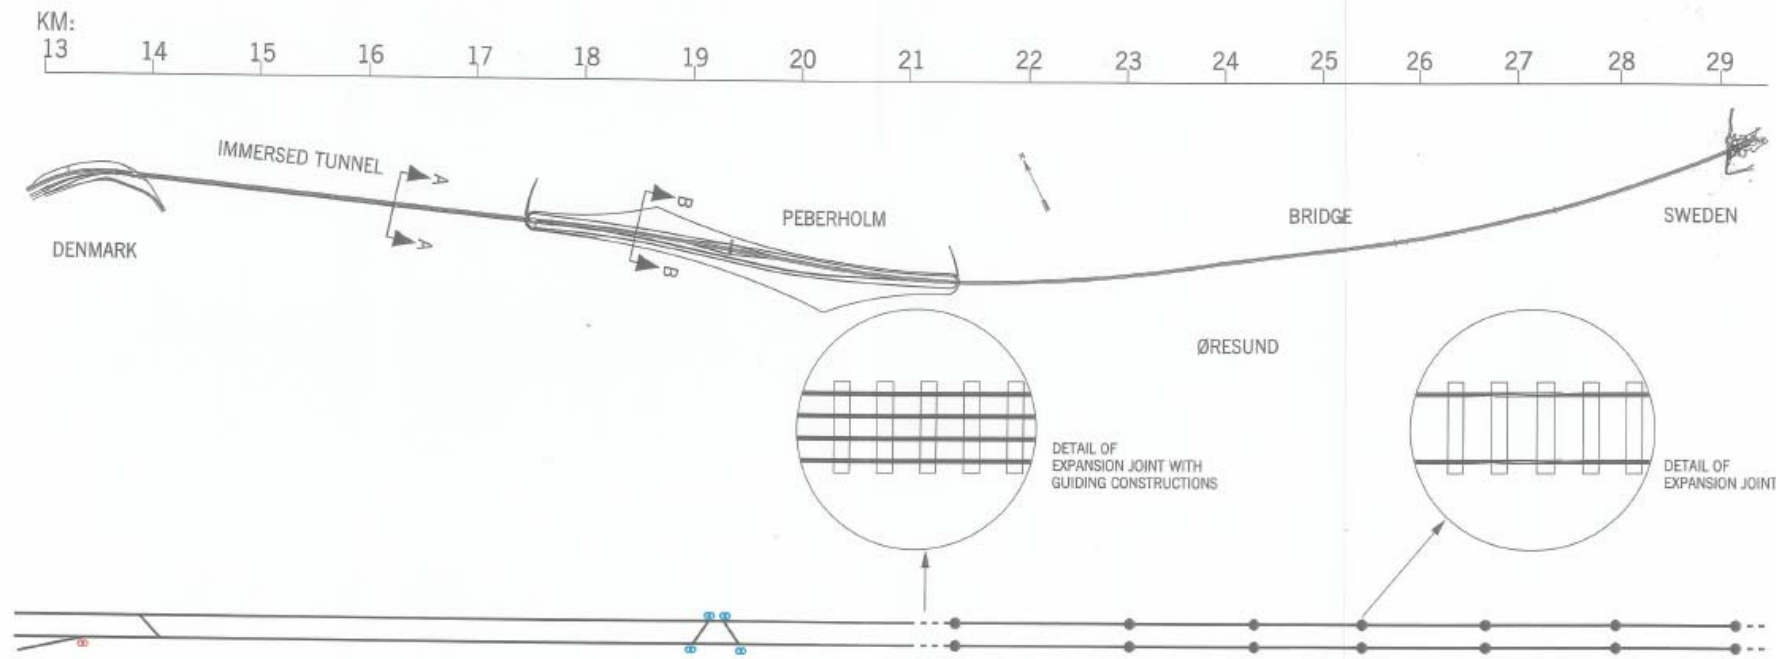 KM:
13 14 15 16 17 18 19 20 21 22 23 24 25 26 27 28 29
IMMERSED TUNNEL
A
A
B
B
N
PEBERHOLM
BRIDGE
SWEDEN
DENMARK
ØRESUND
DETAIL OF
EXPANSION JOINT WITH
GUIDING CONSTRUCTIONS
DETAIL OF
EXPANSION JOINT